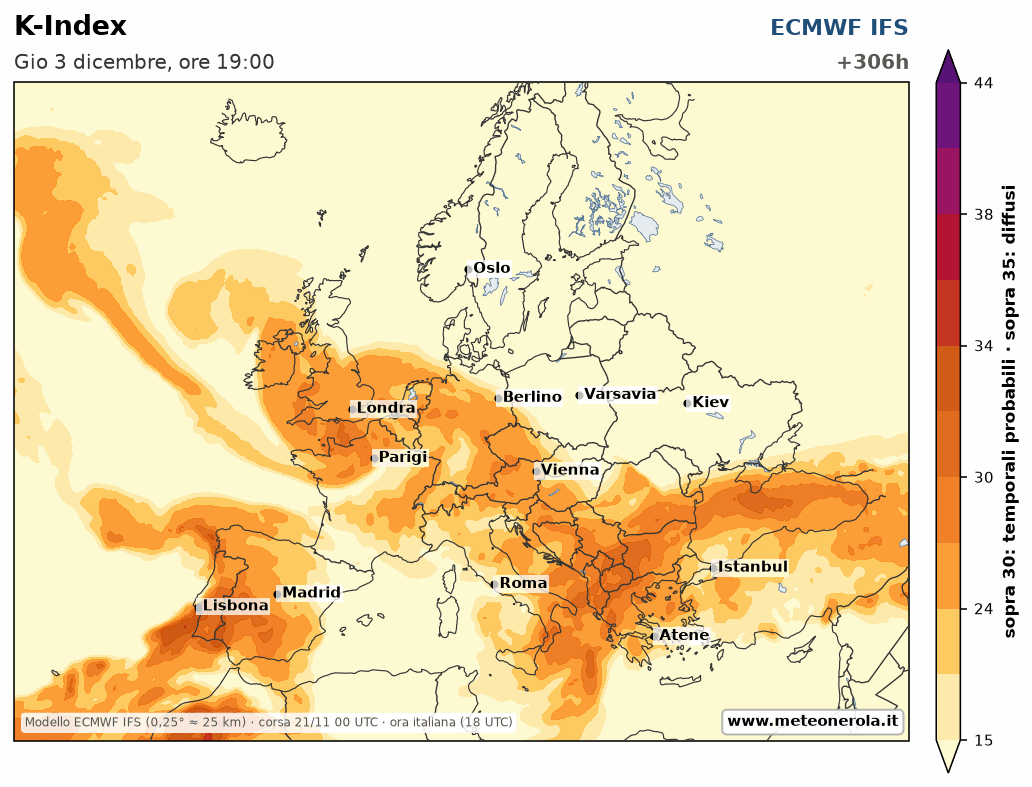 K-Index
ECMWF IFS
Gio 3 dicembre, ore 19:00
+306h
44
38
34
30
24
15
sopra 30: temporali probabili · sopra 35: diffusi
Oslo
Berlino
Varsavia
Kiev
Londra
Parigi
Vienna
Istanbul
Roma
Madrid
Lisbona
Atene
Modello ECMWF IFS (0,25° ≈ 25 km) · corsa 21/11 00 UTC · ora italiana (18 UTC)
www.meteonerola.it